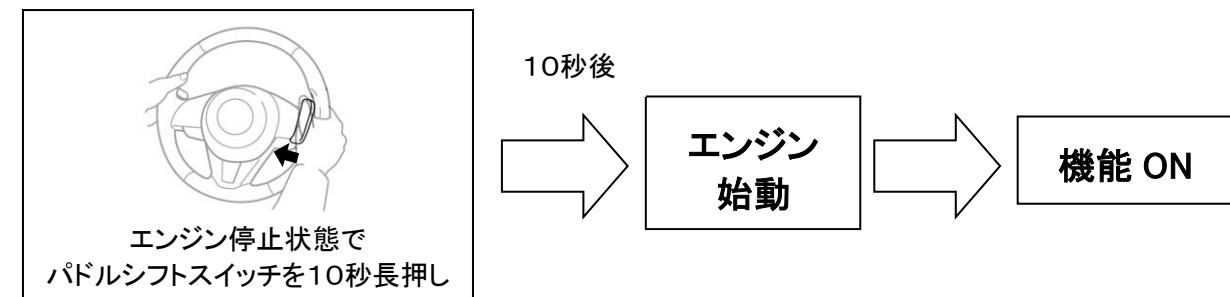 エンジン停止状態で
パドルシフトスイッチを10秒長押し
10秒後
エンジン
始動
機能 ON